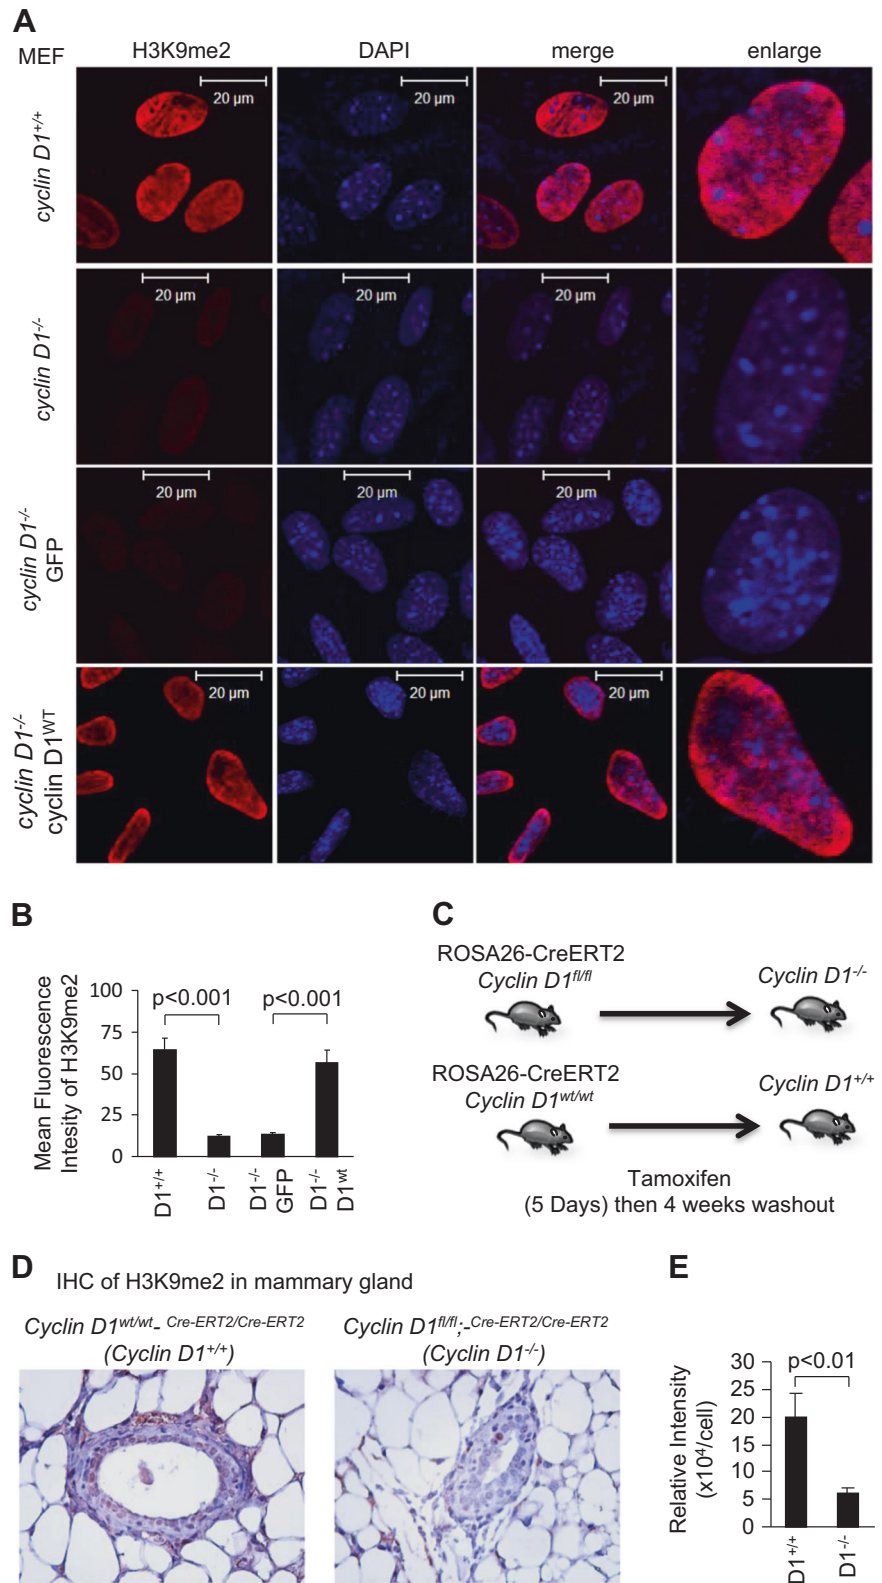 A
MEF H3K9me2 DAPI merge enlarge
cyclin D1+/+
20 µm 20 µm 20 µm
cyclin D1-/-
20 µm 20 µm 20 µm
cyclin D1-/-
GFP
20 µm 20 µm 20 µm
cyclin D1-/-
cyclin D1WT
20 µm 20 µm 20 µm
B
Mean Fluorescence
Intesity of H3K9me2
100
75
50
25
0
p<0.001 p<0.001
D1+/+
D1-/-
D1-/-
GFP
D1-/-
D1wt
C
ROSA26-CreERT2
Cyclin D1fl/fl
Cyclin D1-/-
ROSA26-CreERT2
Cyclin D1wt/wt
Cyclin D1+/+
Tamoxifen
(5 Days) then 4 weeks washout
D
IHC of H3K9me2 in mammary gland
Cyclin D1wt/wt- Cre-ERT2/Cre-ERT2
(Cyclin D1+/+)
Cyclin D1fl/fl;-Cre-ERT2/Cre-ERT2
(Cyclin D1-/-)
E
Relative Intensity
(x10⁴/cell)
30
25
20
15
10
5
0
p<0.01
D1+/+
D1-/-